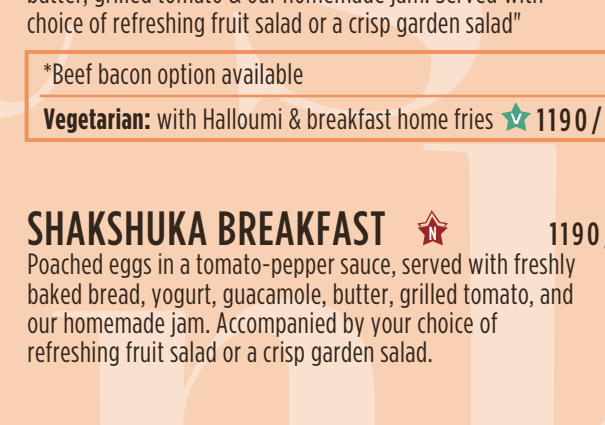 choice of refreshing fruit salad or a crisp garden salad"
*Beef bacon option available
Vegetarian: with Halloumi & breakfast home fries V 1190/
SHAKSHUKA BREAKFAST N 1190
Poached eggs in a tomato-pepper sauce, served with freshly
baked bread, yogurt, guacamole, butter, grilled tomato, and
our homemade jam. Accompanied by your choice of
refreshing fruit salad or a crisp garden salad.